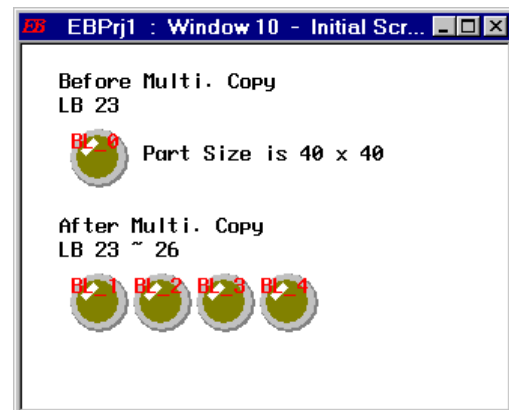 EB EBPrj1 : Window 10 - Initial Scr...
Before Multi. Copy
LB 23
BL_0
Part Size is 40 x 40
After Multi. Copy
LB 23 ~ 26
BL_1 BL_2 BL_3 BL_4